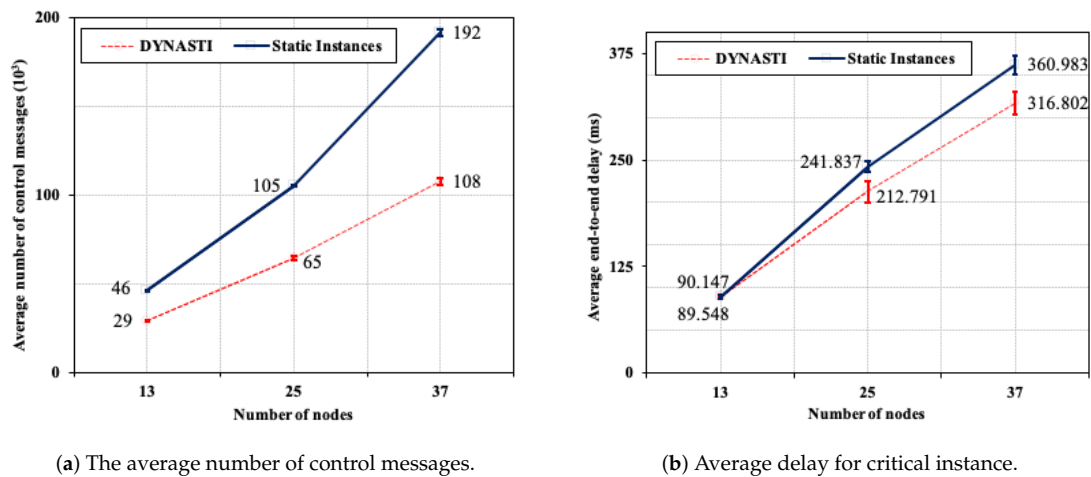 200
DYNASTI
Static Instances
192
Average number of control messages (10³)
100
105
108
65
46
29
0
13
25
37
Number of nodes
(a) The average number of control messages.
375
DYNASTI
Static Instances
360.983
316.802
Average end-to-end delay (ms)
250
241.837
212.791
125
90.147
89.548
0
13
25
37
Number of nodes
(b) Average delay for critical instance.